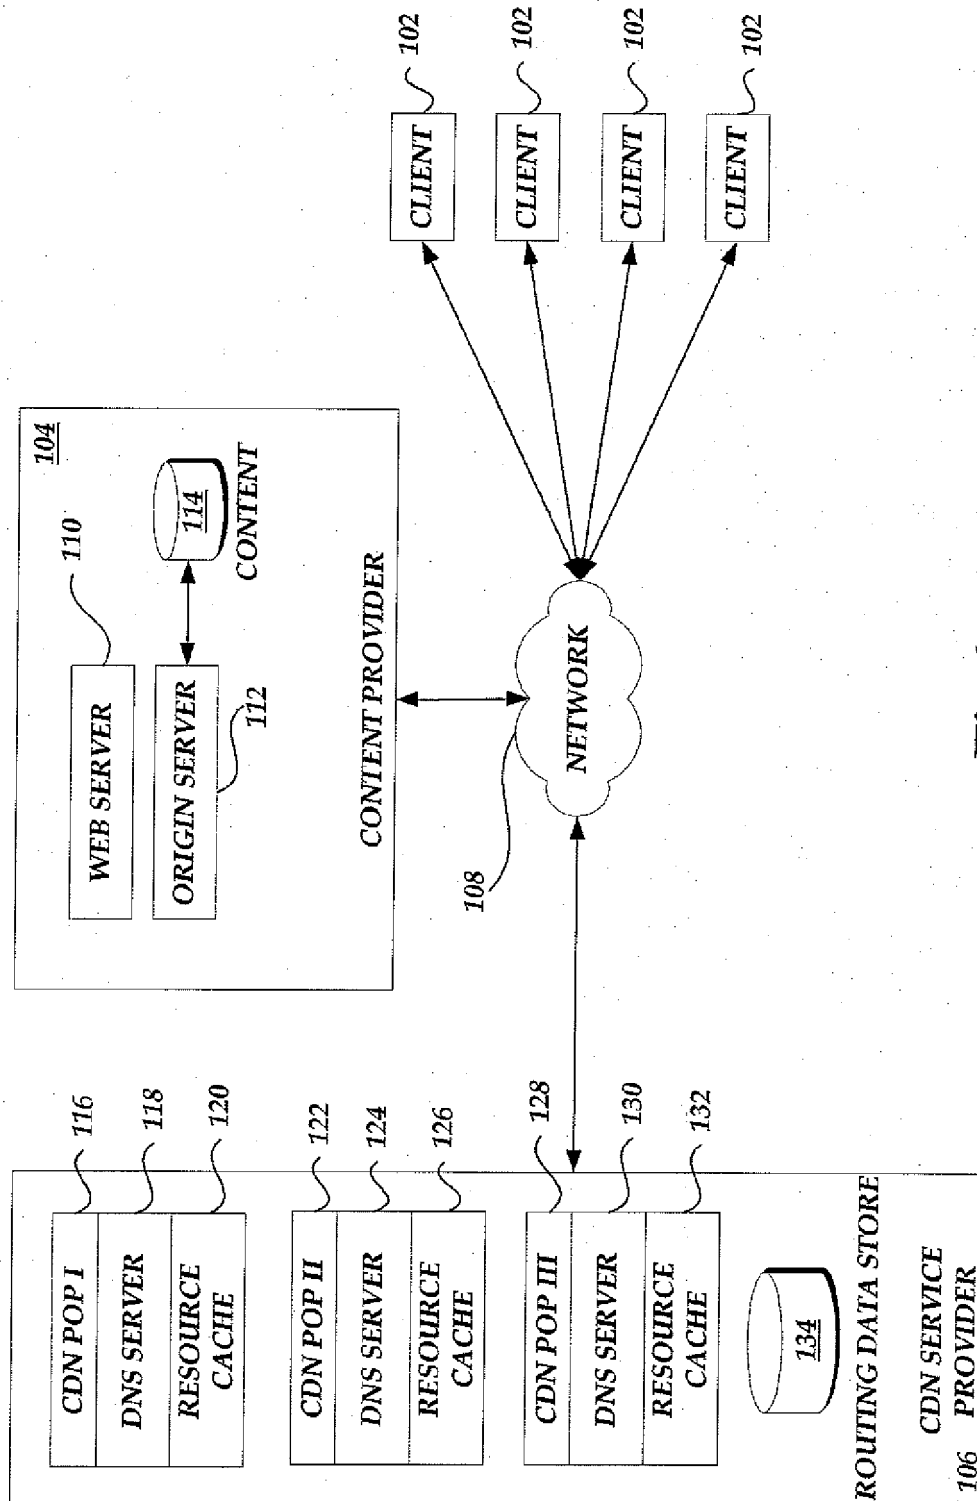 CDN POP I
116
DNS SERVER
118
RESOURCE
CACHE
120
CDN POP II
122
DNS SERVER
124
RESOURCE
CACHE
126
CDN POP III
128
DNS SERVER
130
RESOURCE
CACHE
132
134
ROUTING DATA STORE
CDN SERVICE
PROVIDER
106
104
WEB SERVER
110
ORIGIN SERVER
112
114
CONTENT
CONTENT PROVIDER
108
NETWORK
CLIENT
102
CLIENT
102
CLIENT
102
CLIENT
102